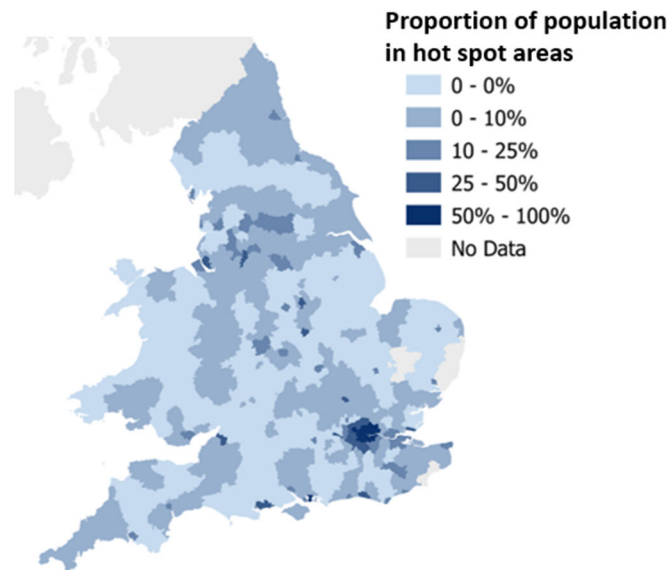 Proportion of population
in hot spot areas
0 - 0%
0 - 10%
10 - 25%
25 - 50%
50% - 100%
No Data